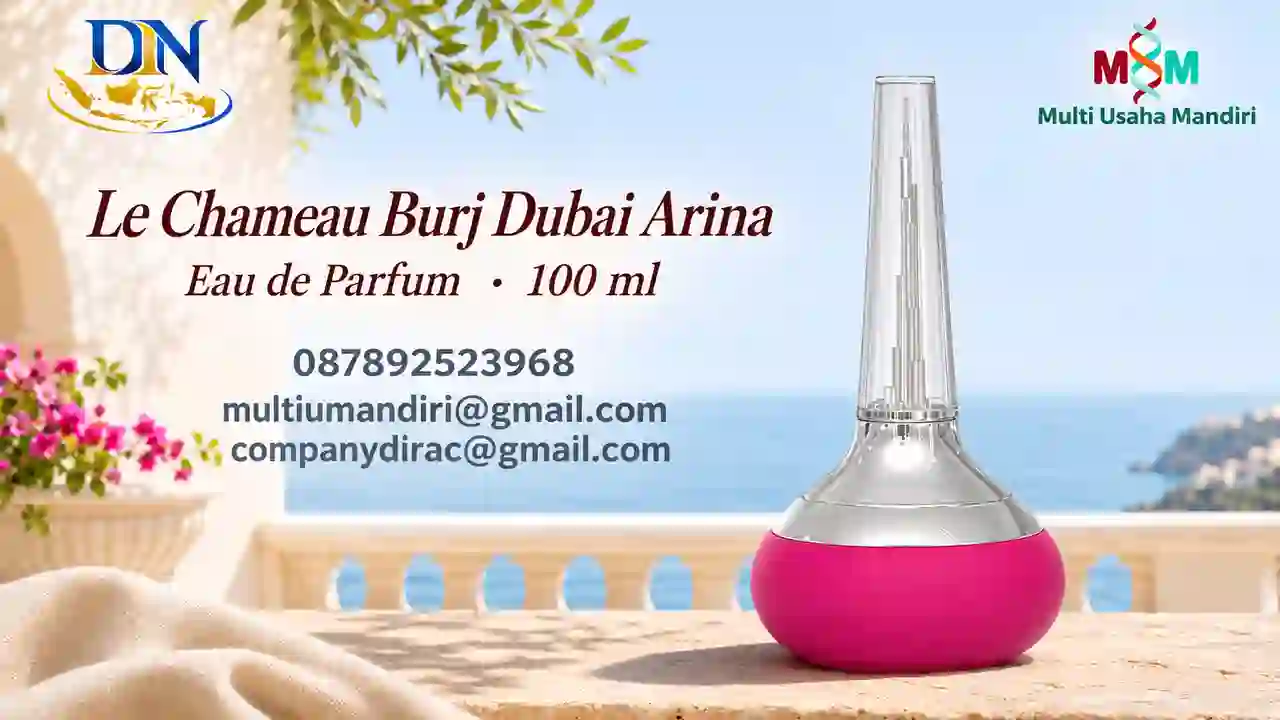 DN
MSM
Multi Usaha Mandiri
Le Chameau Burj Dubai Arina
Eau de Parfum • 100 ml
087892523968
multiumandiri@gmail.com
companydirac@gmail.com